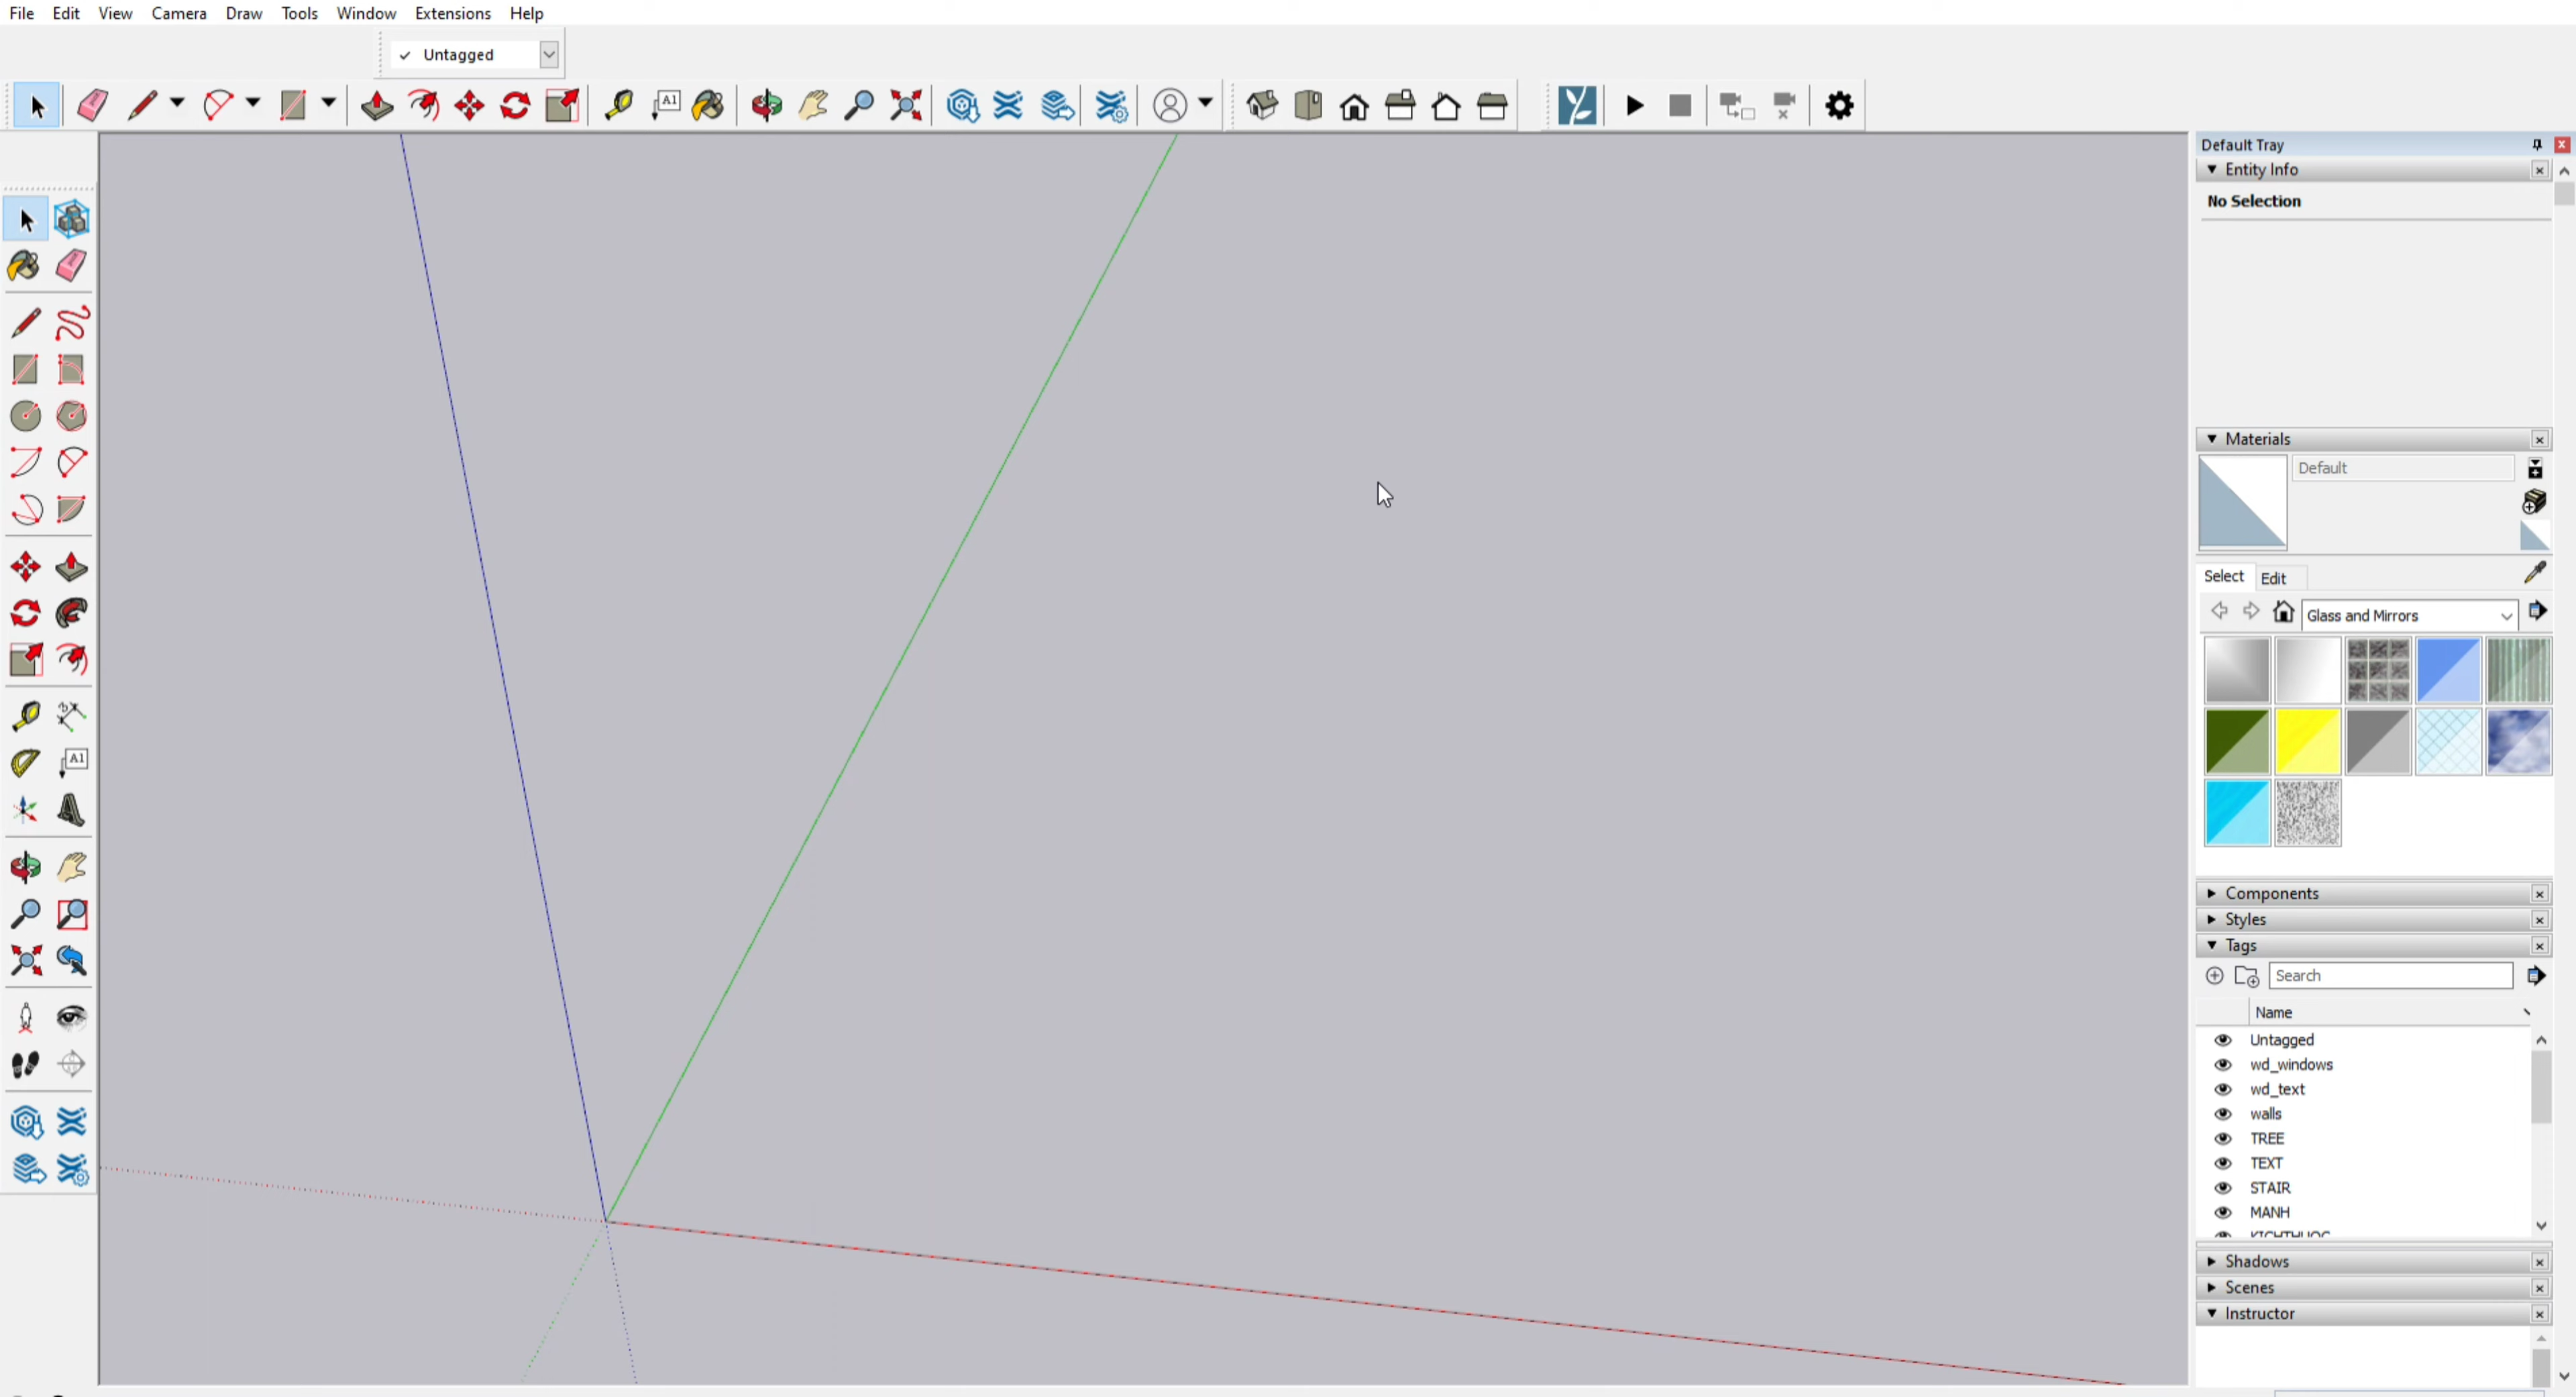 File Edit View Camera Draw Tools Window Extensions Help
Untagged
A1
Default Tray
Entity Info
No Selection
Materials
Default
Select Edit
Glass and Mirrors
A1
Components
Styles
Tags
Search
Name
Untagged
wd_windows
wd_text
walls
TREE
TEXT
STAIR
MANH
Shadows
Scenes
Instructor